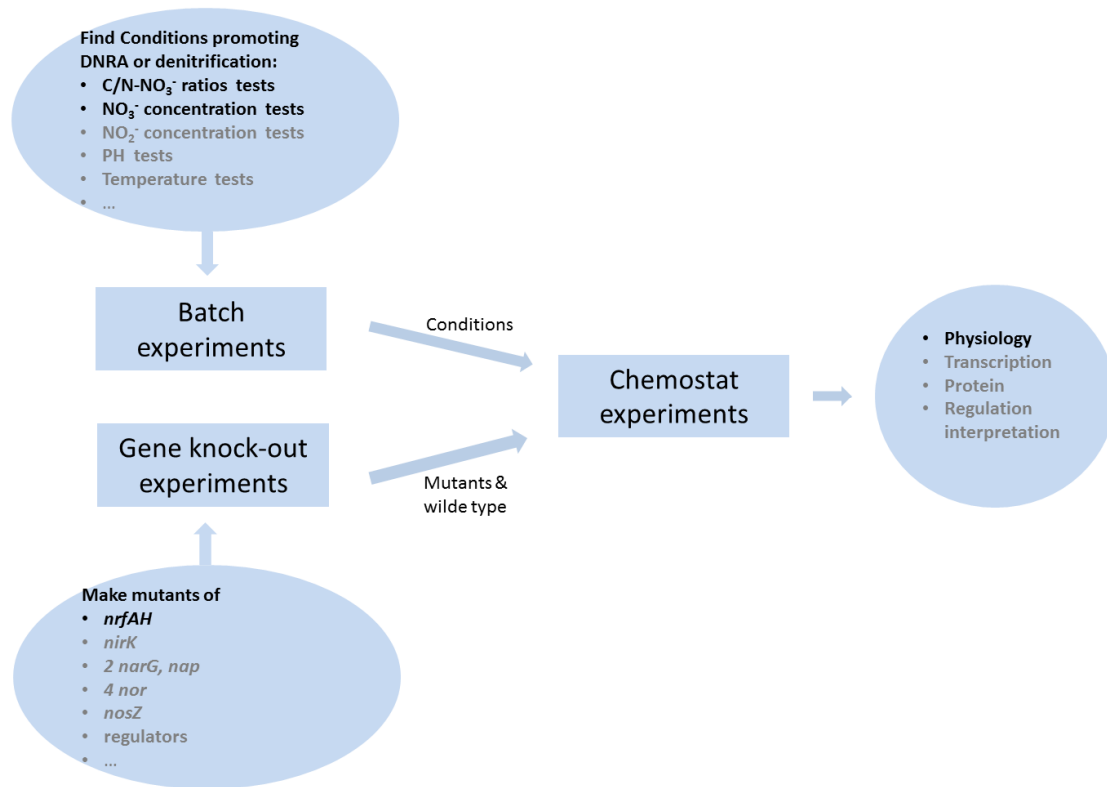 Find Conditions promoting
DNRA or denitrification:
• C/N-NO₃⁻ ratios tests
• NO₃⁻ concentration tests
• NO₂⁻ concentration tests
• PH tests
• Temperature tests
• ...
Batch
experiments
Conditions
Gene knock-out
experiments
Mutants &
wilde type
Chemostat
experiments
• Physiology
• Transcription
• Protein
• Regulation
interpretation
Make mutants of
• nrfAH
• nirK
• 2 narG, nap
• 4 nor
• nosZ
• regulators
• ...